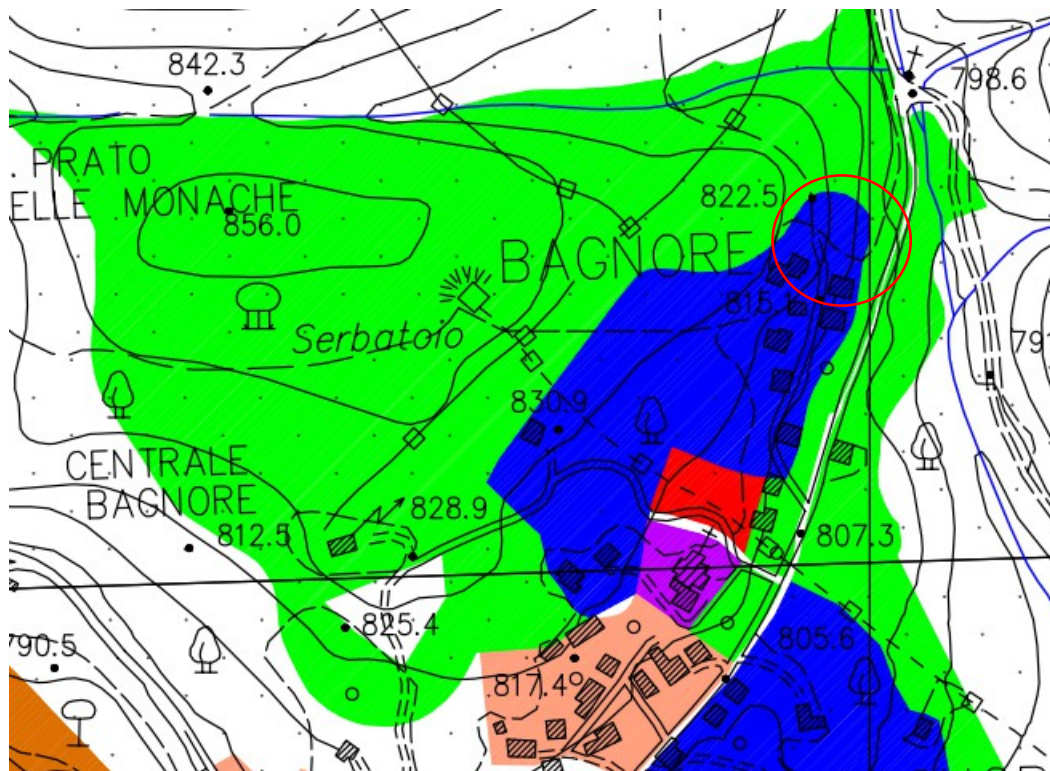 842.3
798.6
. PRATO
ELLE MONACHE
822.5
856.0
BAGNORE
815.1
Serbatoio
79
830.9
CENTRALE
BAGNORE
828.9
812.5
807.3
825.4
805.6
790.5
817.4